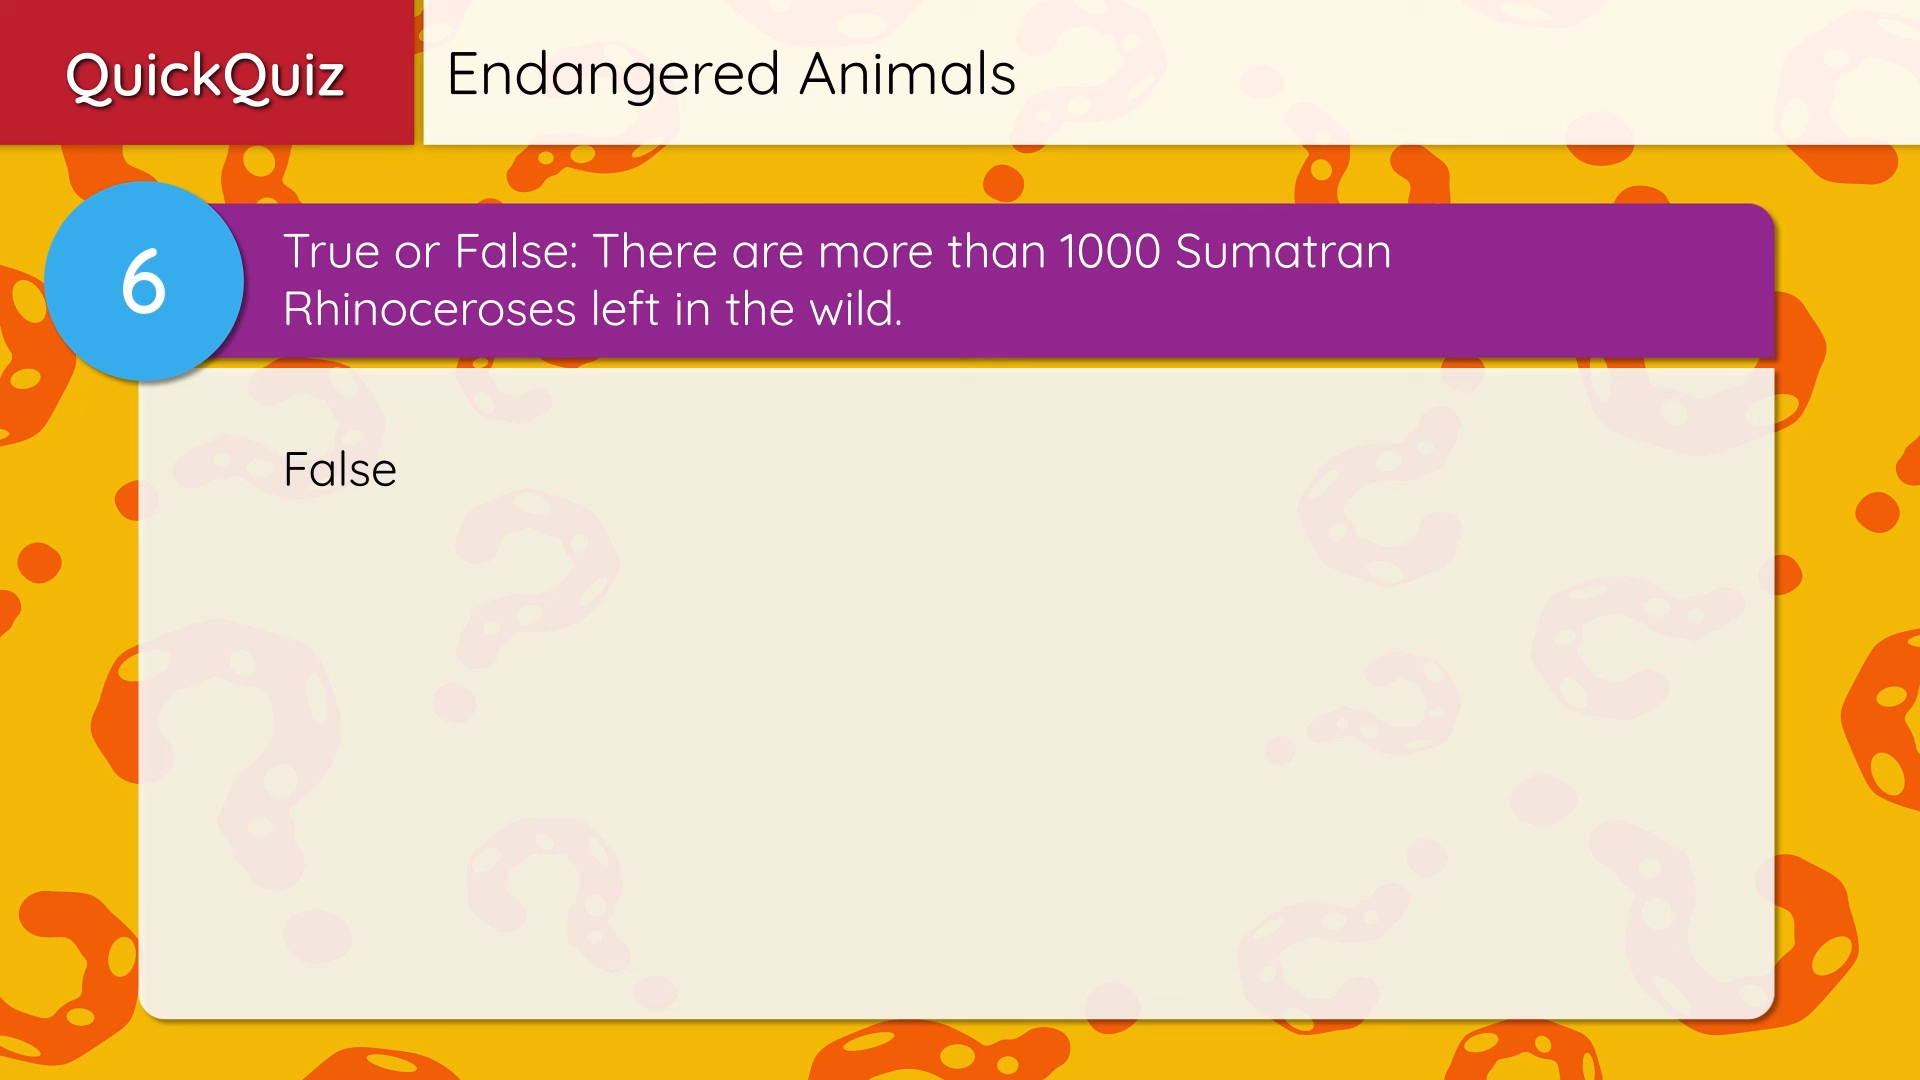 QuickQuiz
Endangered Animals
6
True or False: There are more than 1000 Sumatran
Rhinoceroses left in the wild.
False